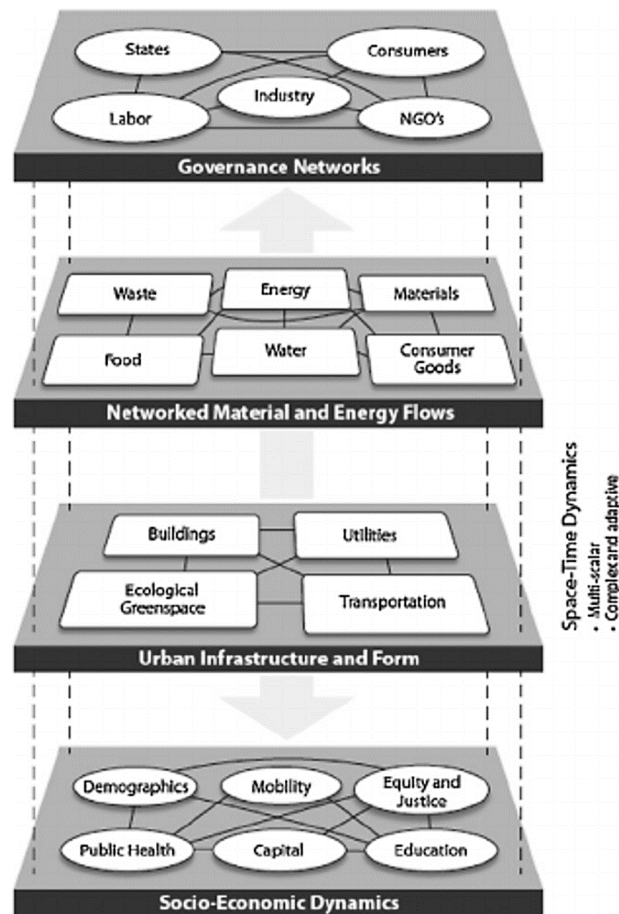 States
Consumers
Industry
Labor
NGO's
Governance Networks
Waste
Energy
Materials
Food
Water
Consumer
Goods
Networked Material and Energy Flows
Buildings
Utilities
Ecological
Greenspace
Transportation
Urban Infrastructure and Form
Demographics
Mobility
Equity and
Justice
Public Health
Capital
Education
Socio-Economic Dynamics
Space-Time Dynamics
• Multi-scalar
• Complex and adaptive